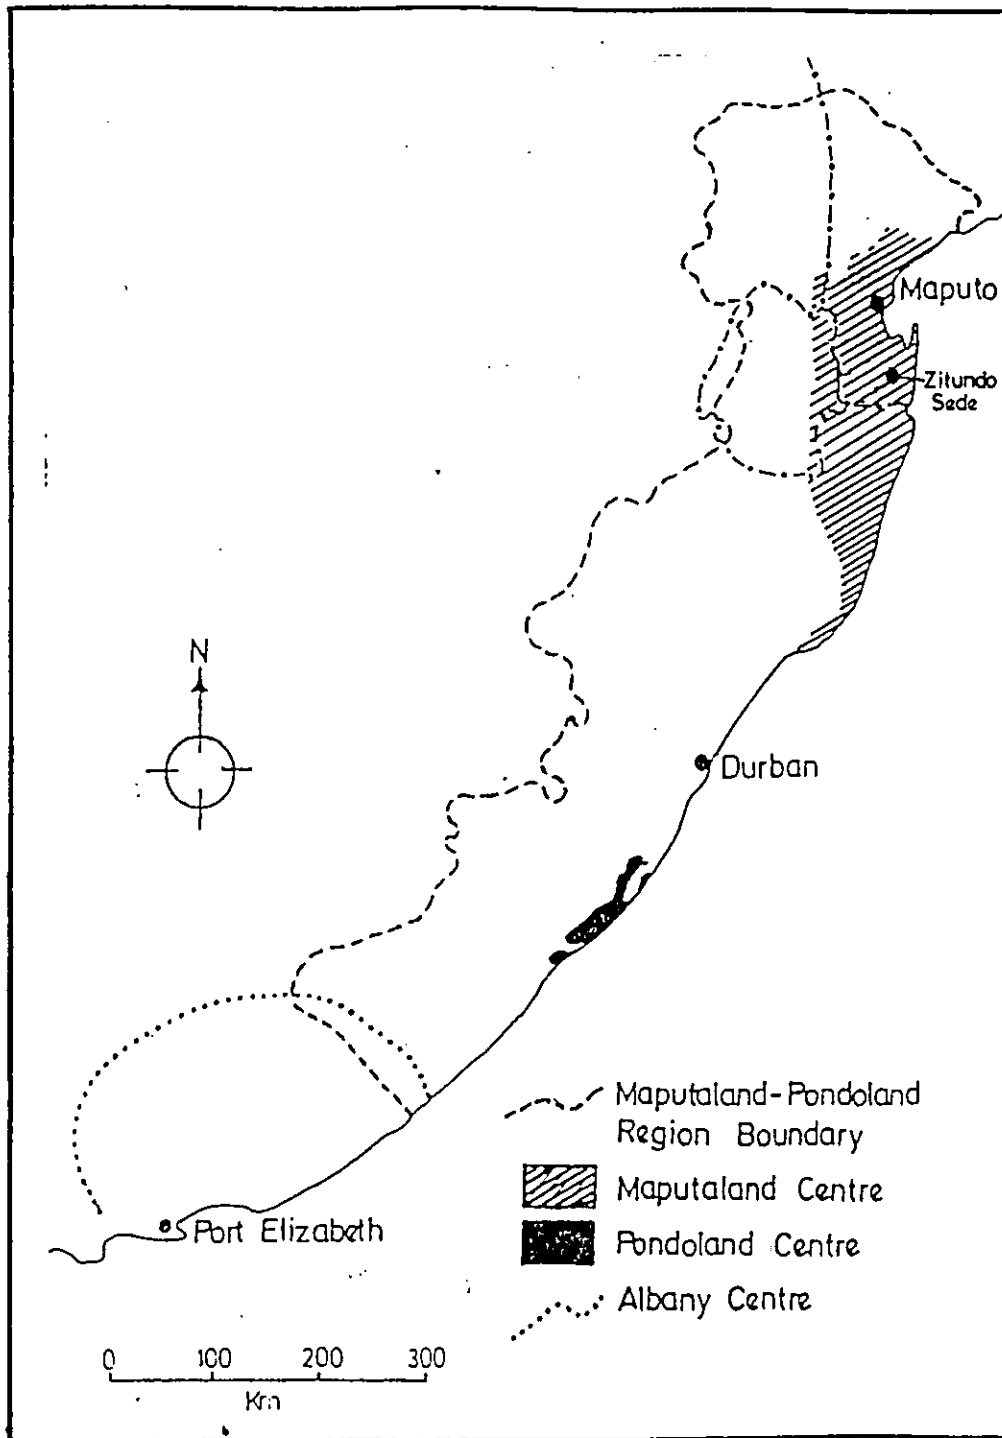 Maputo
Zitundo
Sede
N
Durban
Maputaland-Pondoland
Region Boundary
Maputaland Centre
Pondoland Centre
Port Elizabeth
Albany Centre
0 100 200 300
Km